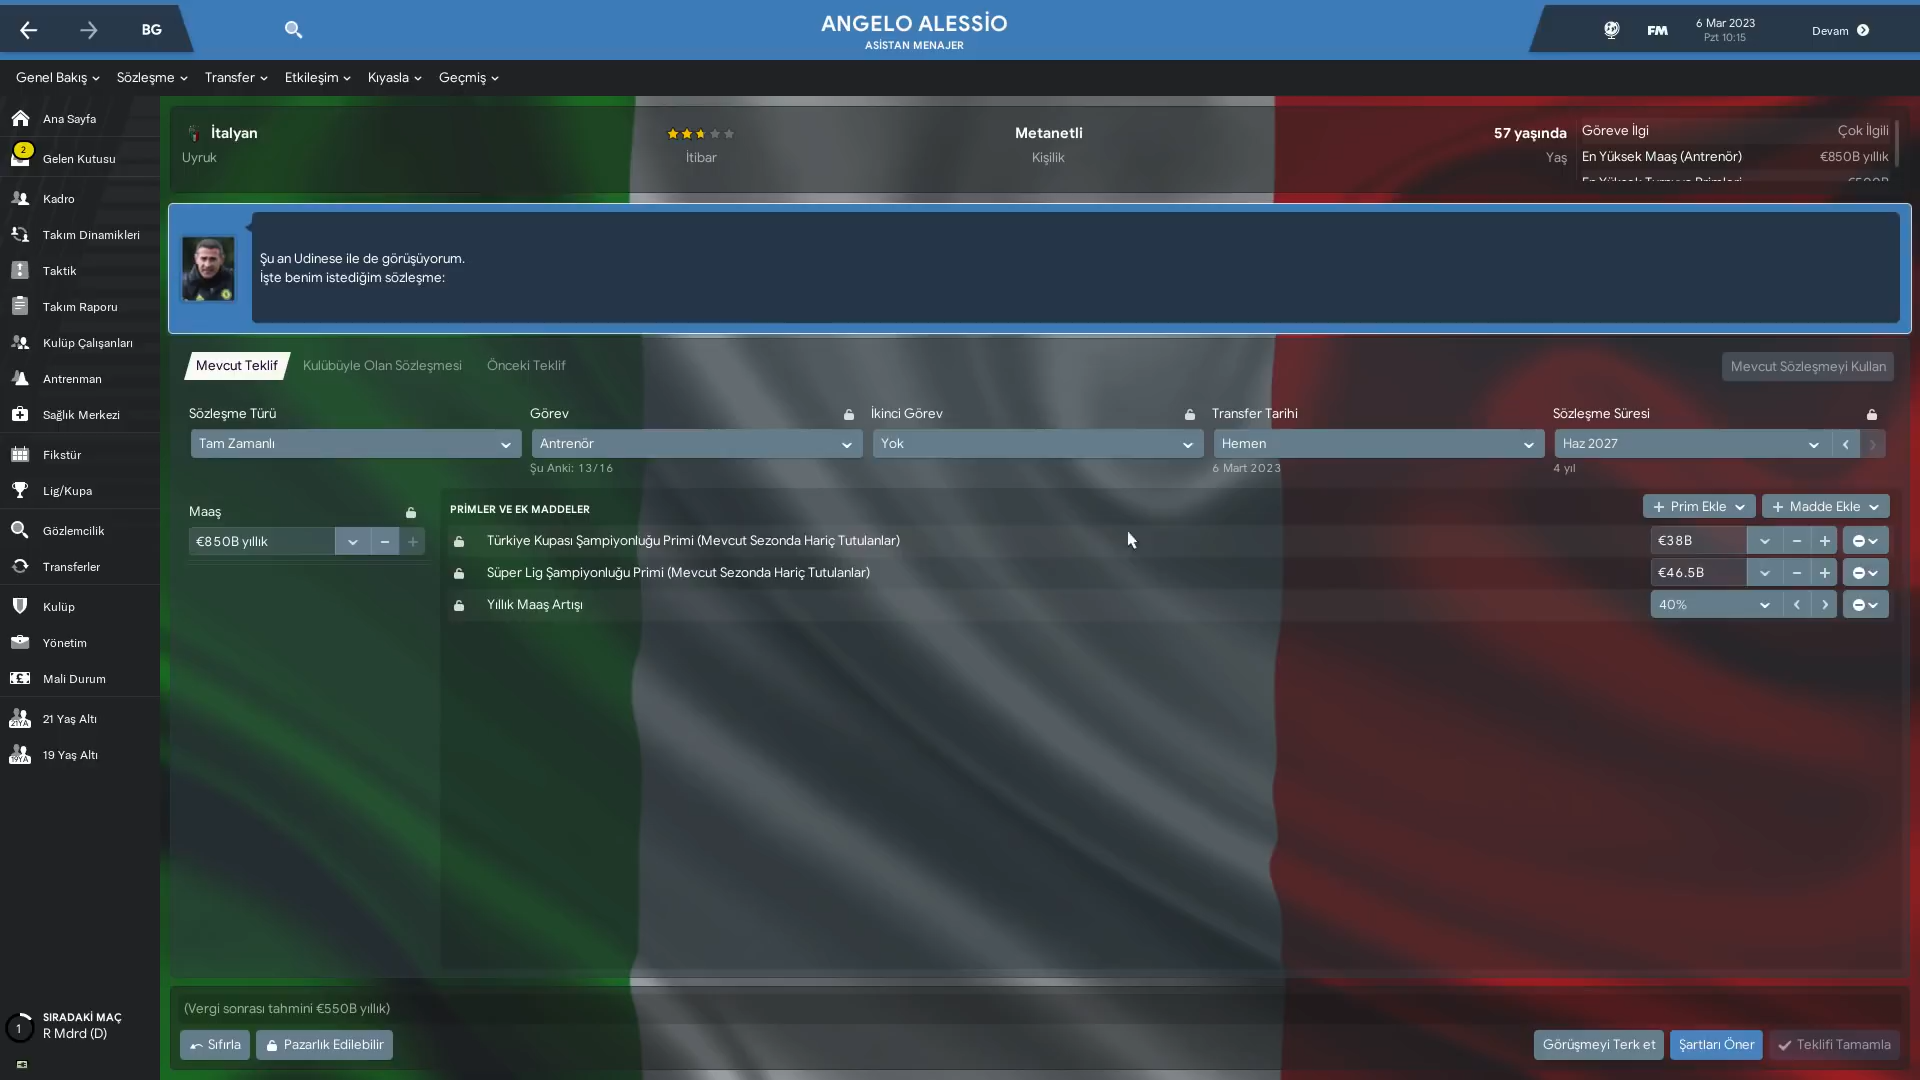 BG
ANGELO ALESSİO
ASİSTAN MENAJER
FM
6 Mar 2023
Pzt 10:15
Devam
Genel Bakış
Sözleşme
Transfer
Etkileşim
Kıyasla
Geçmiş
Ana Sayfa
2
Gelen Kutusu
Kadro
Takım Dinamikleri
Taktik
Takım Raporu
Kulüp Çalışanları
Antrenman
Sağlık Merkezi
Fikstür
Lig/Kupa
Gözlemcilik
Transferler
Kulüp
Yönetim
Mali Durum
21YA
21 Yaş Altı
19YA
19 Yaş Altı
1
SIRADAKİ MAÇ
R Mdrd (D)
İtalyan
Uyruk
İtibar
Metanetli
Kişilik
57 yaşında
Yaş
Göreve İlgi Çok İlgili
En Yüksek Maaş (Antrenör) €850B yıllık
Şu an Udinese ile de görüşüyorum.
İşte benim istediğim sözleşme:
Mevcut Teklif
Kulübüyle Olan Sözleşmesi
Önceki Teklif
Mevcut Sözleşmeyi Kullan
Sözleşme Türü
Tam Zamanlı
Görev
Antrenör
Şu Anki: 13/16
İkinci Görev
Yok
Transfer Tarihi
Hemen
6 Mart 2023
Sözleşme Süresi
Haz 2027
4 yıl
Maaş
€850B yıllık
PRİMLER VE EK MADDELER
Prim Ekle
Madde Ekle
Türkiye Kupası Şampiyonluğu Primi (Mevcut Sezonda Hariç Tutulanlar) €38B
Süper Lig Şampiyonluğu Primi (Mevcut Sezonda Hariç Tutulanlar) €46.5B
Yıllık Maaş Artışı 40%
(Vergi sonrası tahmini €550B yıllık)
Sıfırla
Pazarlık Edilebilir
Görüşmeyi Terk et
Şartları Öner
Teklifi Tamamla